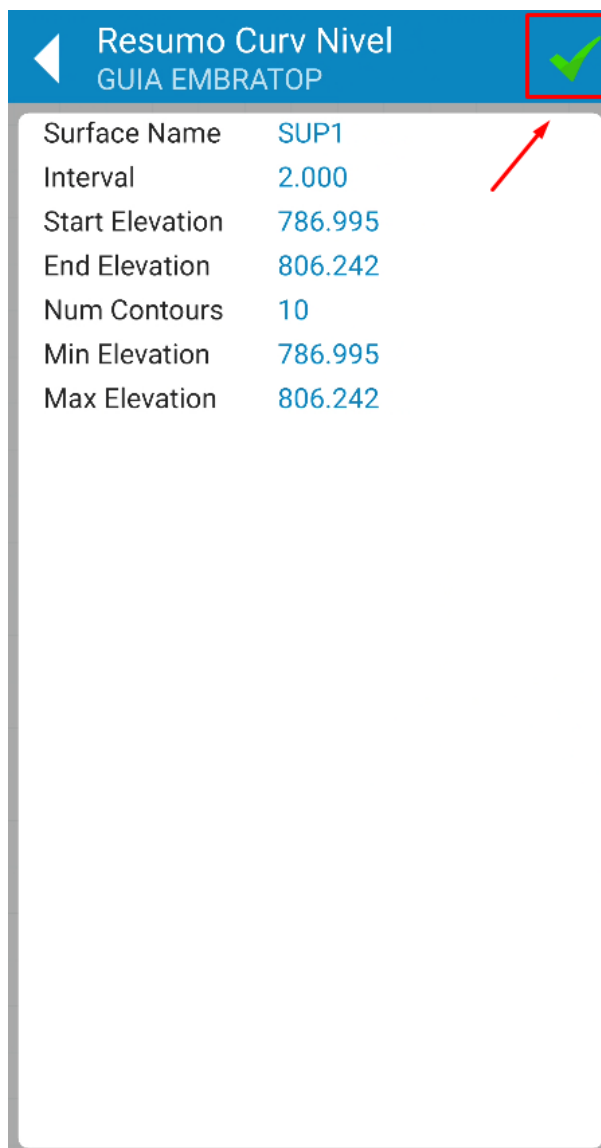 Resumo Curv Nivel
GUIA EMBRATOP
Surface Name SUP1
Interval 2.000
Start Elevation 786.995
End Elevation 806.242
Num Contours 10
Min Elevation 786.995
Max Elevation 806.242